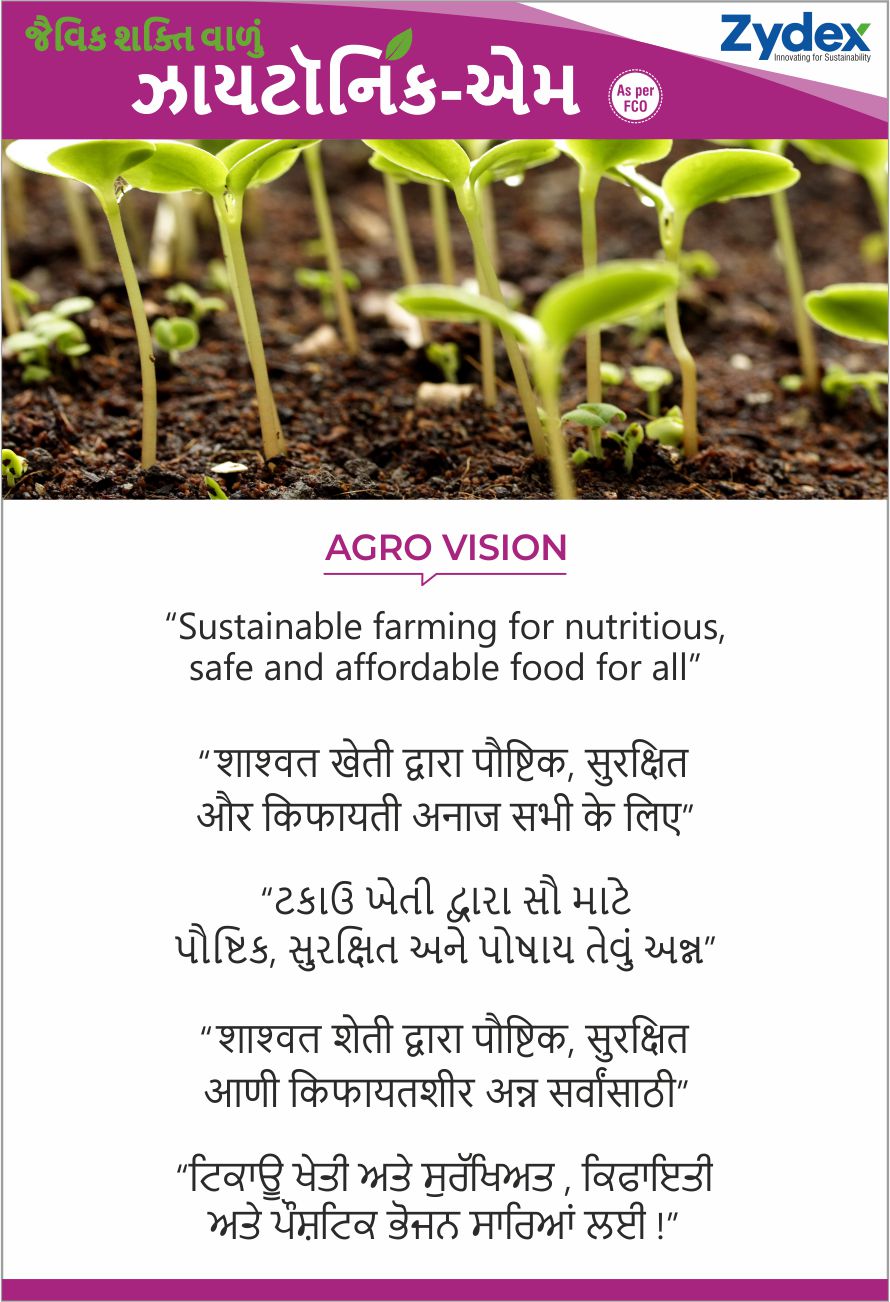 જૈવિક શક્તિ વાળું
ઝાયટૉનિક-એમ
As per
FCO
Zydex
Innovating for Sustainability
AGRO VISION
“Sustainable farming for nutritious,
safe and affordable food for all”
“शाश्वत खेती द्वारा पौष्टिक, सुरक्षित
और किफायती अनाज सभी के लिए”
“ટકાઉ ખેતી દ્વારા સૌ માટે
પૌષ્ટિક, સુરક્ષિત અને પોષાય તેવું અન્ન”
“शाश्वत शेती द्वारा पौष्टिक, सुरक्षित
आणी किफायतशीर अन्न सर्वांसाठी”
“ਟਿਕਾਊ ਖੇਤੀ ਅਤੇ ਸੁਰੱਖਿਅਤ , ਕਿਫਾਇਤੀ
ਅਤੇ ਪੌਸ਼ਟਿਕ ਭੋਜਨ ਸਾਰਿਆਂ ਲਈ !”